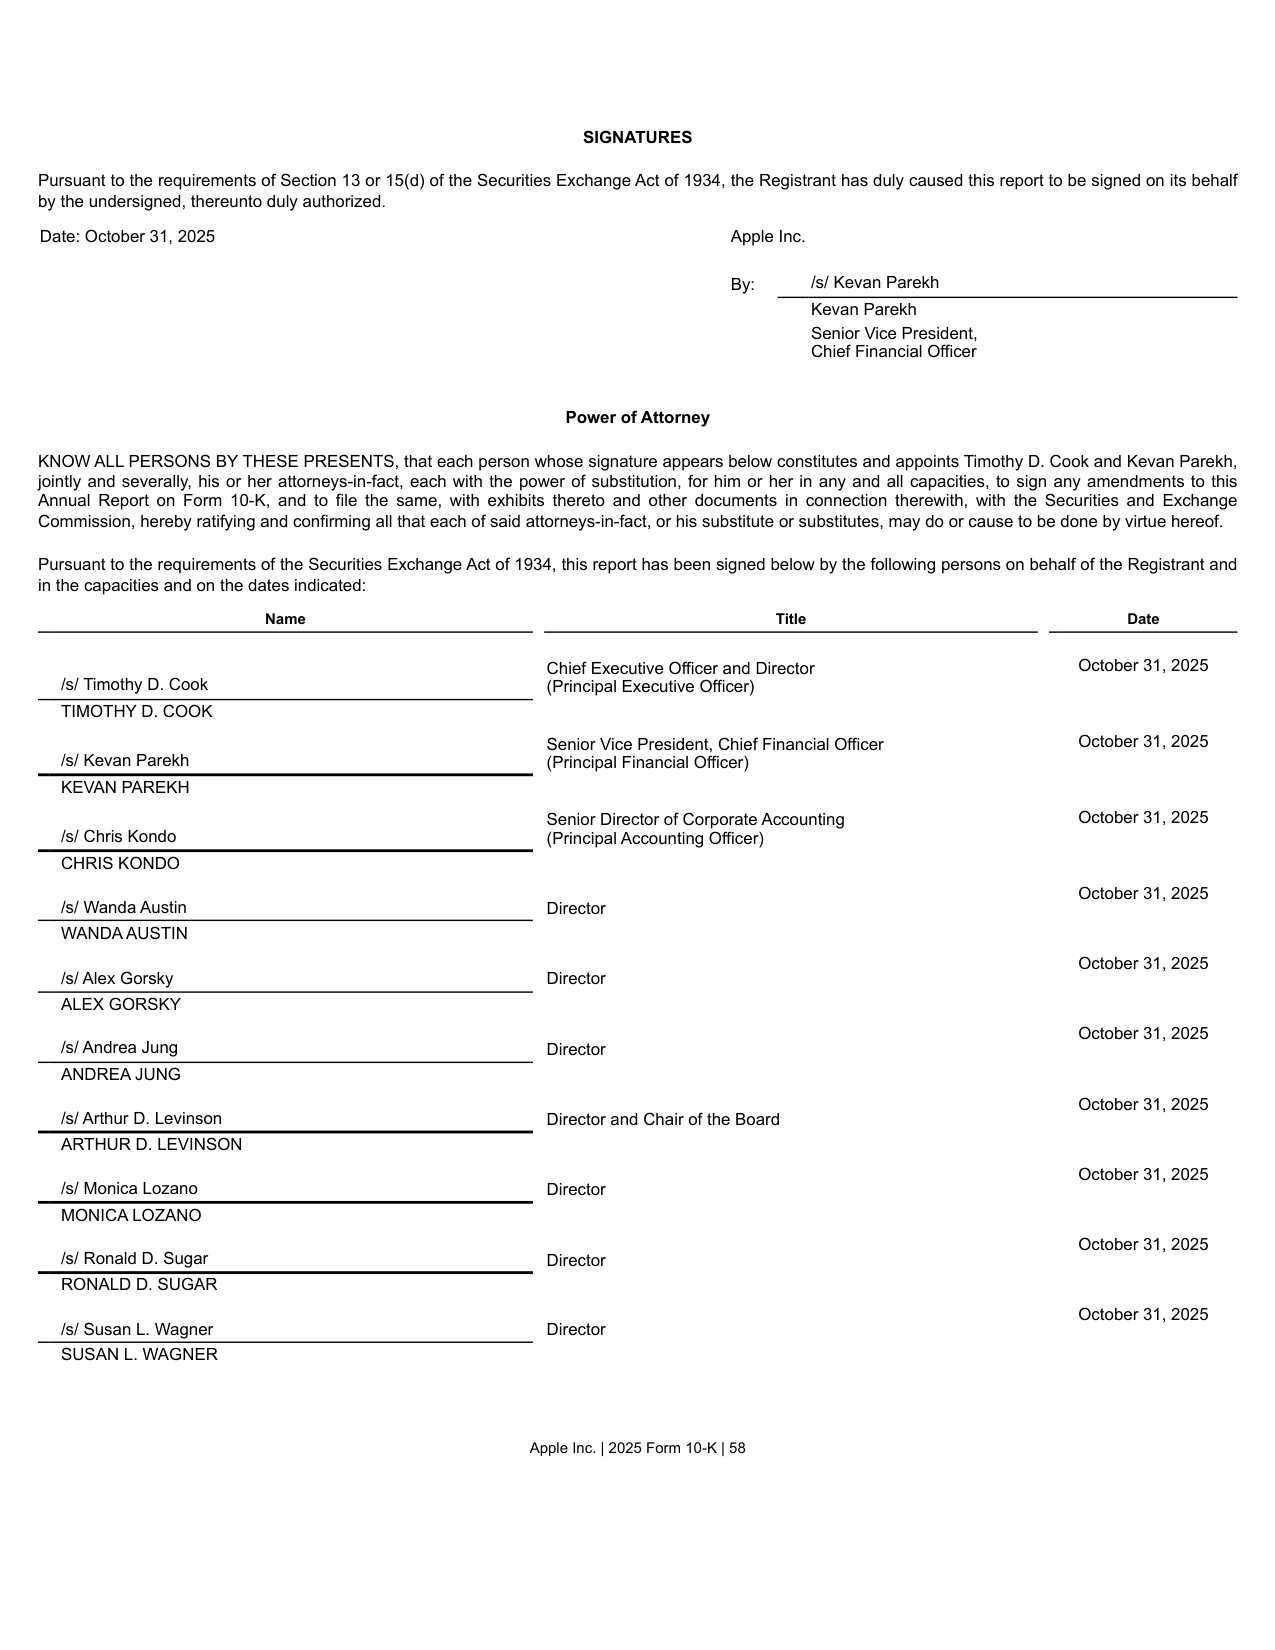 SIGNATURES
Pursuant to the requirements of Section 13 or 15(d) of the Securities Exchange Act of 1934, the Registrant has duly caused this report to be signed on its behalf
by the undersigned, thereunto duly authorized.
Date: October 31, 2025 Apple Inc.
By: /s/ Kevan Parekh
Kevan Parekh
Senior Vice President,
Chief Financial Officer
Power of Attorney
KNOW ALL PERSONS BY THESE PRESENTS, that each person whose signature appears below constitutes and appoints Timothy D. Cook and Kevan Parekh,
jointly and severally, his or her attorneys-in-fact, each with the power of substitution, for him or her in any and all capacities, to sign any amendments to this
Annual Report on Form 10-K, and to file the same, with exhibits thereto and other documents in connection therewith, with the Securities and Exchange
Commission, hereby ratifying and confirming all that each of said attorneys-in-fact, or his substitute or substitutes, may do or cause to be done by virtue hereof.
Pursuant to the requirements of the Securities Exchange Act of 1934, this report has been signed below by the following persons on behalf of the Registrant and
in the capacities and on the dates indicated:
Name Title Date
/s/ Timothy D. Cook Chief Executive Officer and Director October 31, 2025
(Principal Executive Officer)
TIMOTHY D. COOK
/s/ Kevan Parekh Senior Vice President, Chief Financial Officer October 31, 2025
(Principal Financial Officer)
KEVAN PAREKH
/s/ Chris Kondo Senior Director of Corporate Accounting October 31, 2025
(Principal Accounting Officer)
CHRIS KONDO
/s/ Wanda Austin Director October 31, 2025
WANDA AUSTIN
/s/ Alex Gorsky Director October 31, 2025
ALEX GORSKY
/s/ Andrea Jung Director October 31, 2025
ANDREA JUNG
/s/ Arthur D. Levinson Director and Chair of the Board October 31, 2025
ARTHUR D. LEVINSON
/s/ Monica Lozano Director October 31, 2025
MONICA LOZANO
/s/ Ronald D. Sugar Director October 31, 2025
RONALD D. SUGAR
/s/ Susan L. Wagner Director October 31, 2025
SUSAN L. WAGNER
Apple Inc. | 2025 Form 10-K | 58